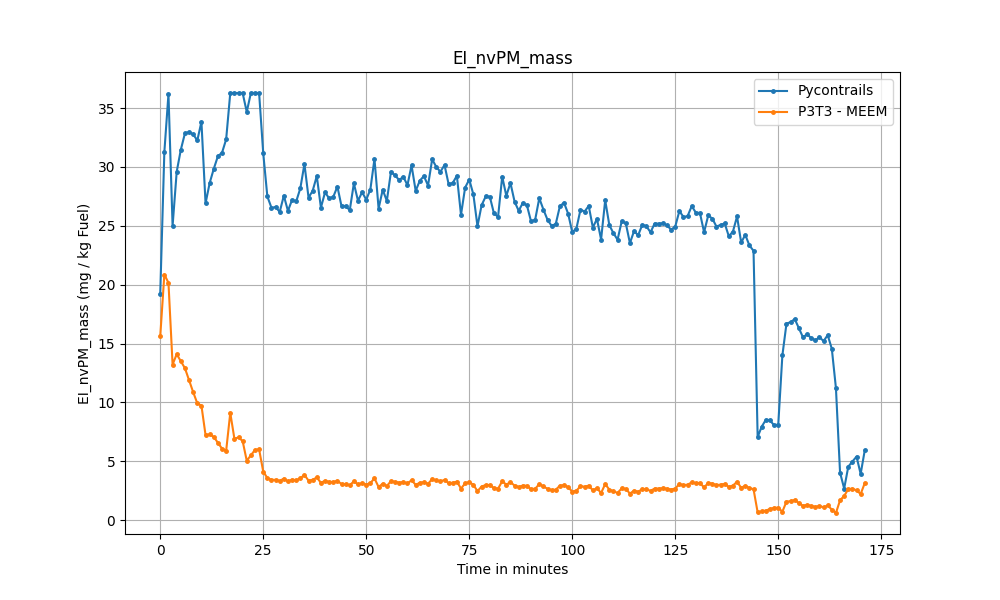 EI_nvPM_mass
Pycontrails
P3T3 - MEEM
EI_nvPM_mass (mg / kg Fuel)
35
30
25
20
15
10
5
0
0 25 50 75 100 125 150 175
Time in minutes